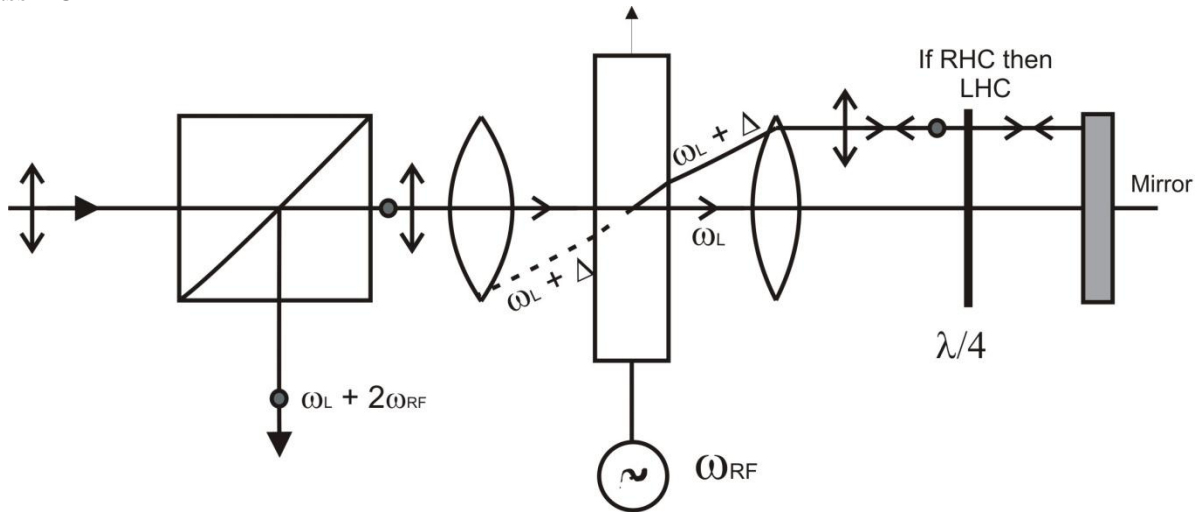 If RHC then
LHC
ωL + Δ
Mirror
ωL
ωL + Δ
λ/4
ωL + 2ωRF
~
ωRF